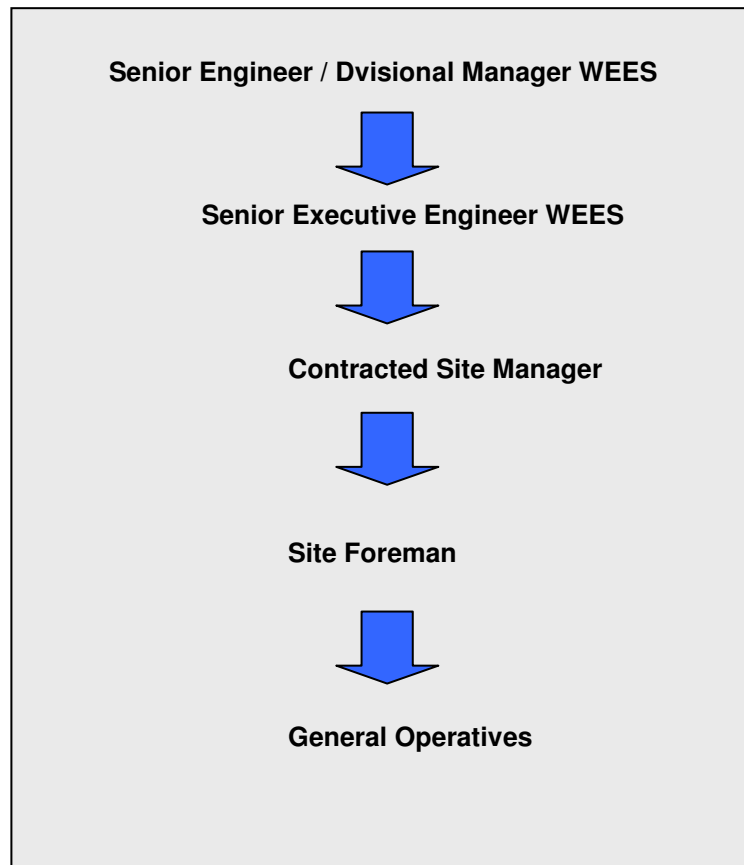 Senior Engineer / Dvisional Manager WEES
Senior Executive Engineer WEES
Contracted Site Manager
Site Foreman
General Operatives